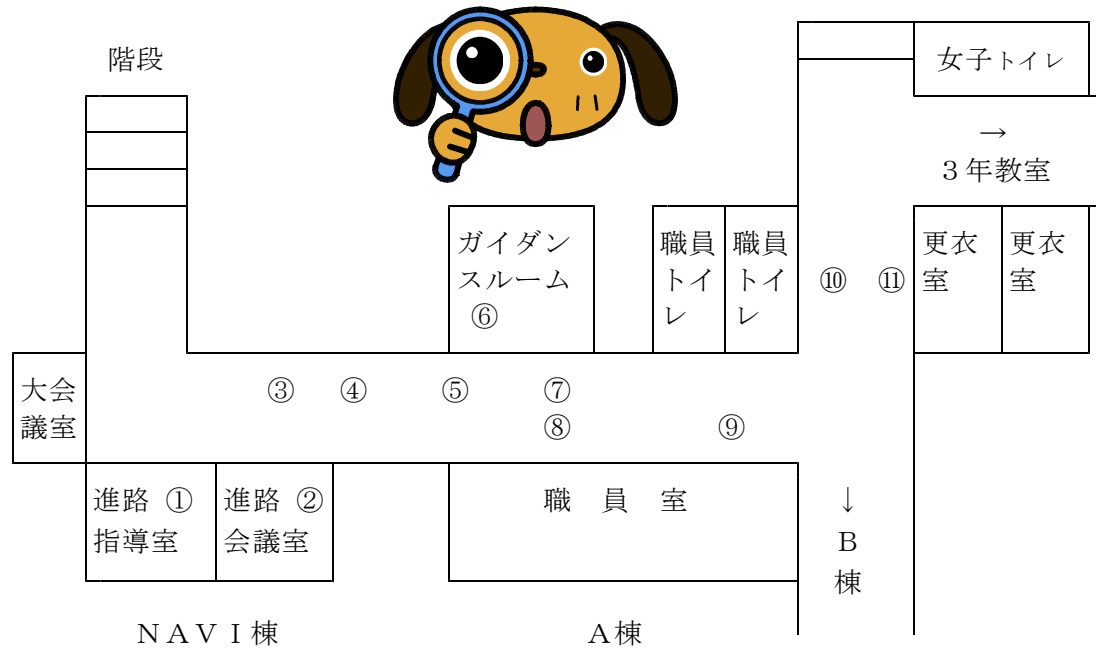 階段
女子トイレ
→
３年教室
ガイダン
スルーム
⑥
職員
トイ
レ
職員
トイ
レ
⑩ ⑪
更衣
室
更衣
室
大会
議室
③ ④ ⑤ ⑦
⑧ ⑨
進路 ①
指導室
進路 ②
会議室
職 員 室
↓
Ｂ
棟
ＮＡＶＩ棟
Ａ棟